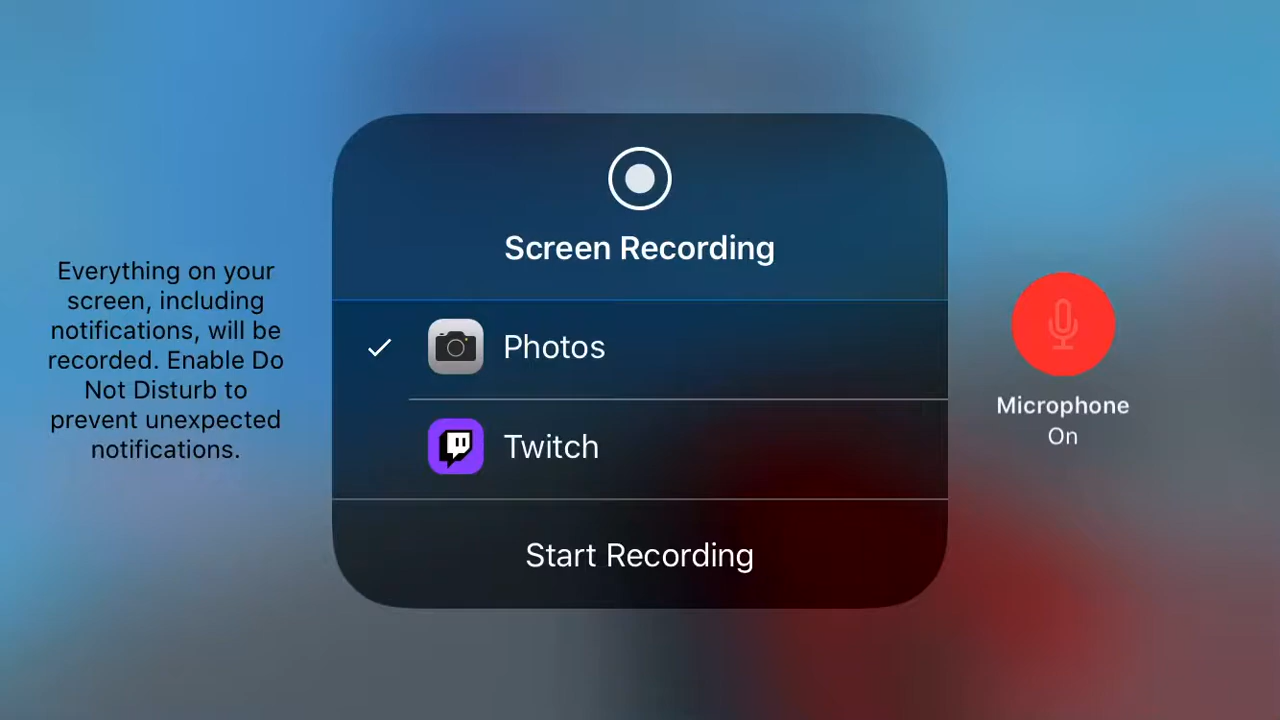 Everything on your
screen, including
notifications, will be
recorded. Enable Do
Not Disturb to
prevent unexpected
notifications.
Screen Recording
Photos
Twitch
Start Recording
Microphone
On